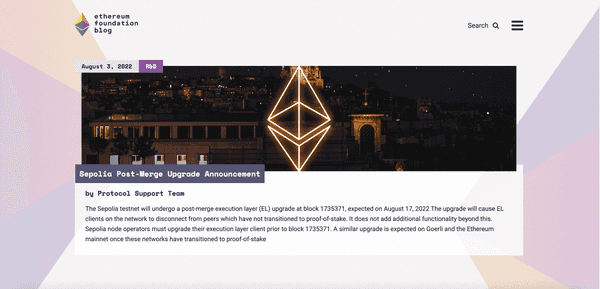 ethereum
foundation
blog
Search
August 3, 2022 R&D
Sepolia Post-Merge Upgrade Announcement
by Protocol Support Team
The Sepolia testnet will undergo a post-merge execution layer (EL) upgrade at block 1735371, expected on August 17, 2022 The upgrade will cause EL
clients on the network to disconnect from peers which have not transitioned to proof-of-stake. It does not add additional functionality beyond this.
Sepolia node operators must upgrade their execution layer client prior to block 1735371. A similar upgrade is expected on Goerli and the Ethereum
mainnet once these networks have transitioned to proof-of-stake